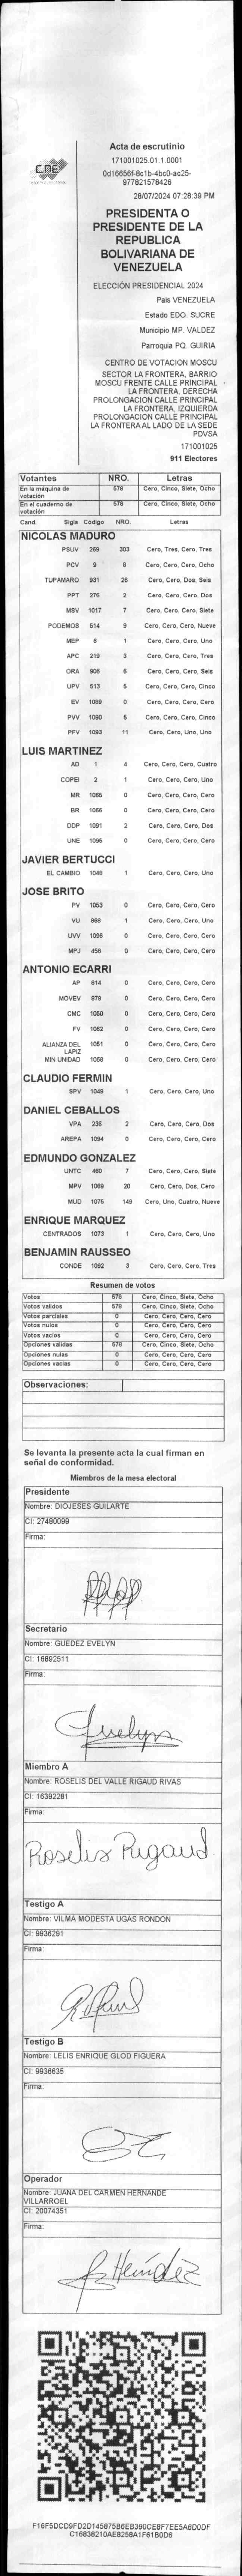 CNE
Acta de escrutinio
171001025.01.1.0001
0d16656f-8c1b-4bc0-ac25-
977821578426
28/07/2024 07:28:39 PM
PRESIDENTA O
PRESIDENTE DE LA
REPUBLICA
BOLIVARIANA DE
VENEZUELA
ELECCIÓN PRESIDENCIAL 2024
Pais VENEZUELA
Estado EDO. SUCRE
Municipio MP. VALDEZ
Parroquia PQ. GUIRIA
CENTRO DE VOTACION MOSCU
SECTOR LA FRONTERA, BARRIO
MOSCU FRENTE CALLE PRINCIPAL
LA FRONTERA, DERECHA
PROLONGACION CALLE PRINCIPAL
LA FRONTERA, IZQUIERDA
PROLONGACION CALLE PRINCIPAL
LA FRONTERA AL LADO DE LA SEDE
PDVSA
171001025
911 Electores
Votantes NRO. Letras
En la máquina de votación 578 Cero, Cinco, Siete, Ocho
En el cuaderno de votación 578 Cero, Cinco, Siete, Ocho
Cand. Sigla Código NRO. Letras
NICOLAS MADURO
PSUV 269 303 Cero, Tres, Cero, Tres
PCV 9 8 Cero, Cero, Cero, Ocho
TUPAMARO 931 26 Cero, Cero, Dos, Seis
PPT 276 2 Cero, Cero, Cero, Dos
MSV 1017 7 Cero, Cero, Cero, Siete
PODEMOS 514 9 Cero, Cero, Cero, Nueve
MEP 6 1 Cero, Cero, Cero, Uno
APC 219 3 Cero, Cero, Cero, Tres
ORA 906 6 Cero, Cero, Cero, Seis
UPV 513 5 Cero, Cero, Cero, Cinco
EV 1089 0 Cero, Cero, Cero, Cero
PVV 1090 5 Cero, Cero, Cero, Cinco
PFV 1093 11 Cero, Cero, Uno, Uno
LUIS MARTINEZ
AD 1 4 Cero, Cero, Cero, Cuatro
COPEI 2 1 Cero, Cero, Cero, Uno
MR 1065 0 Cero, Cero, Cero, Cero
BR 1066 0 Cero, Cero, Cero, Cero
DDP 1091 2 Cero, Cero, Cero, Dos
UNE 1095 0 Cero, Cero, Cero, Cero
JAVIER BERTUCCI
EL CAMBIO 1048 1 Cero, Cero, Cero, Uno
JOSE BRITO
PV 1053 0 Cero, Cero, Cero, Cero
VU 868 1 Cero, Cero, Cero, Uno
UVV 1096 0 Cero, Cero, Cero, Cero
MPJ 456 0 Cero, Cero, Cero, Cero
ANTONIO ECARRI
AP 814 0 Cero, Cero, Cero, Cero
MOVEV 878 0 Cero, Cero, Cero, Cero
CMC 1050 0 Cero, Cero, Cero, Cero
FV 1052 0 Cero, Cero, Cero, Cero
ALIANZA DEL LAPIZ 1051 0 Cero, Cero, Cero, Cero
MIN UNIDAD 1068 0 Cero, Cero, Cero, Cero
CLAUDIO FERMIN
SPV 1049 1 Cero, Cero, Cero, Uno
DANIEL CEBALLOS
VPA 236 2 Cero, Cero, Cero, Dos
AREPA 1094 0 Cero, Cero, Cero, Cero
EDMUNDO GONZALEZ
UNTC 460 7 Cero, Cero, Cero, Siete
MPV 1069 20 Cero, Cero, Dos, Cero
MUD 1075 149 Cero, Uno, Cuatro, Nueve
ENRIQUE MARQUEZ
CENTRADOS 1073 1 Cero, Cero, Cero, Uno
BENJAMIN RAUSSEO
CONDE 1092 3 Cero, Cero, Cero, Tres
Resumen de votos
Votos 578 Cero, Cinco, Siete, Ocho
Votos validos 578 Cero, Cinco, Siete, Ocho
Votos parciales 0 Cero, Cero, Cero, Cero
Votos nulos 0 Cero, Cero, Cero, Cero
Votos vacios 0 Cero, Cero, Cero, Cero
Opciones validas 578 Cero, Cinco, Siete, Ocho
Opciones nulas 0 Cero, Cero, Cero, Cero
Opciones vacias 0 Cero, Cero, Cero, Cero
Observaciones:
Se levanta la presente acta la cual firman en
señal de conformidad.
Miembros de la mesa electoral
Presidente
Nombre: DIOJESES GUILARTE
CI: 27480099
Firma:
Secretario
Nombre: GUEDEZ EVELYN
CI: 16892511
Firma:
Miembro A
Nombre: ROSELIS DEL VALLE RIGAUD RIVAS
CI: 16392281
Firma:
Roselis Rigaud
Testigo A
Nombre: VILMA MODESTA UGAS RONDON
CI: 9936291
Firma:
Testigo B
Nombre: LELIS ENRIQUE GLOD FIGUERA
CI: 9936635
Firma:
Operador
Nombre: JUANA DEL CARMEN HERNANDE
VILLARROEL
CI: 20074351
Firma:
F16F5DCD9FD2D145875B6EB390CEBF7EE5A6D0DF
C16838210AE8258A1F61B0D6